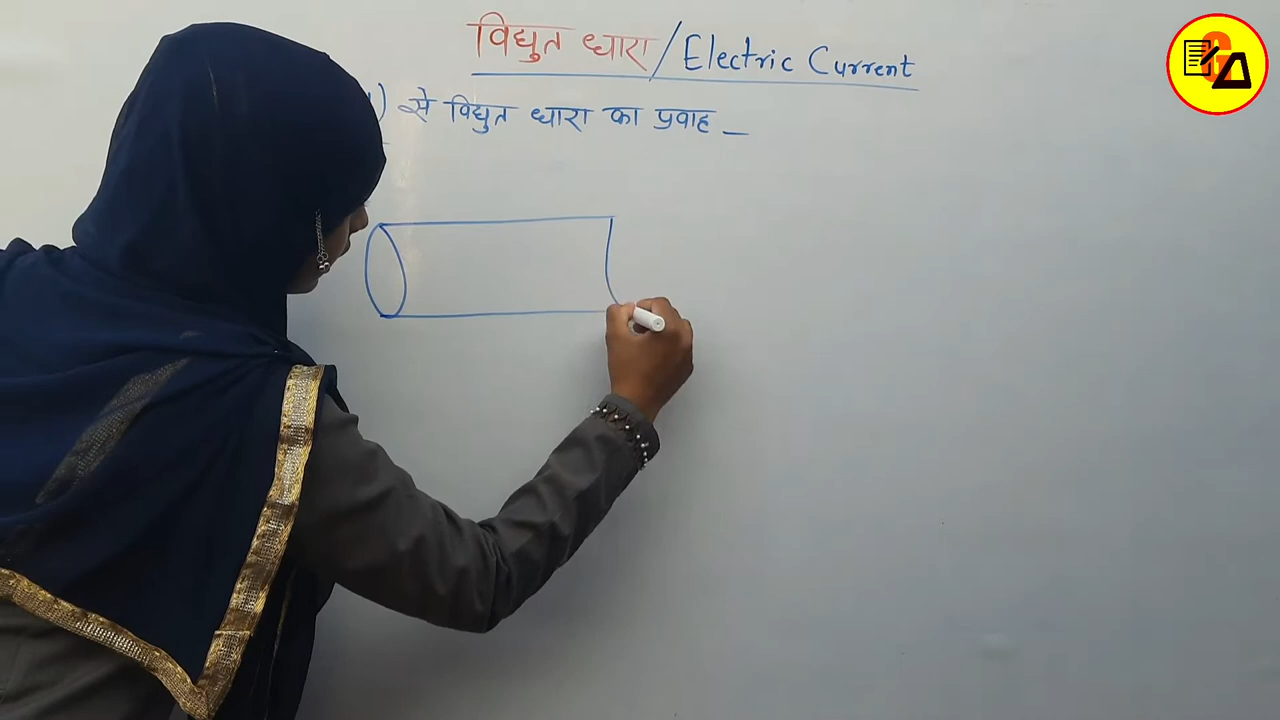 विद्युत धारा / Electric Current
) से विद्युत धारा का प्रवाह _